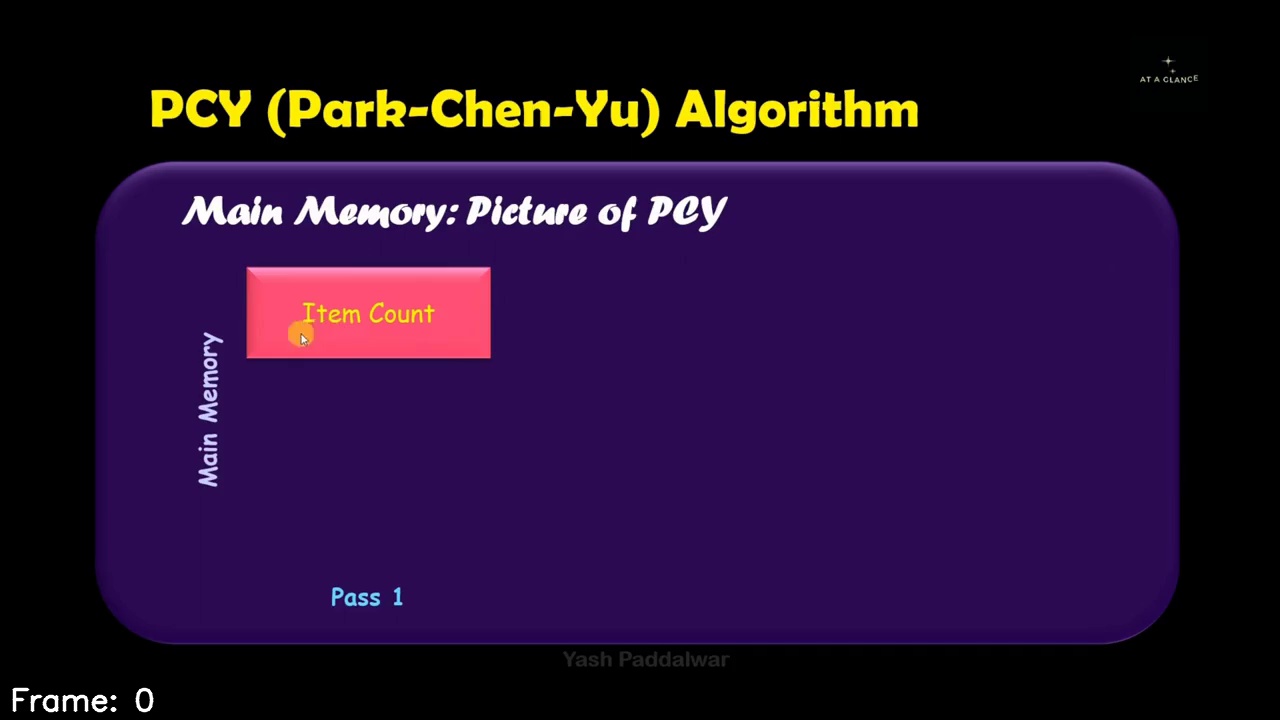 AT A GLANCE
PCY (Park-Chen-Yu) Algorithm
Main Memory: Picture of PCY
Item Count
Main Memory
Pass 1
Yash Paddalwar
Frame: 0